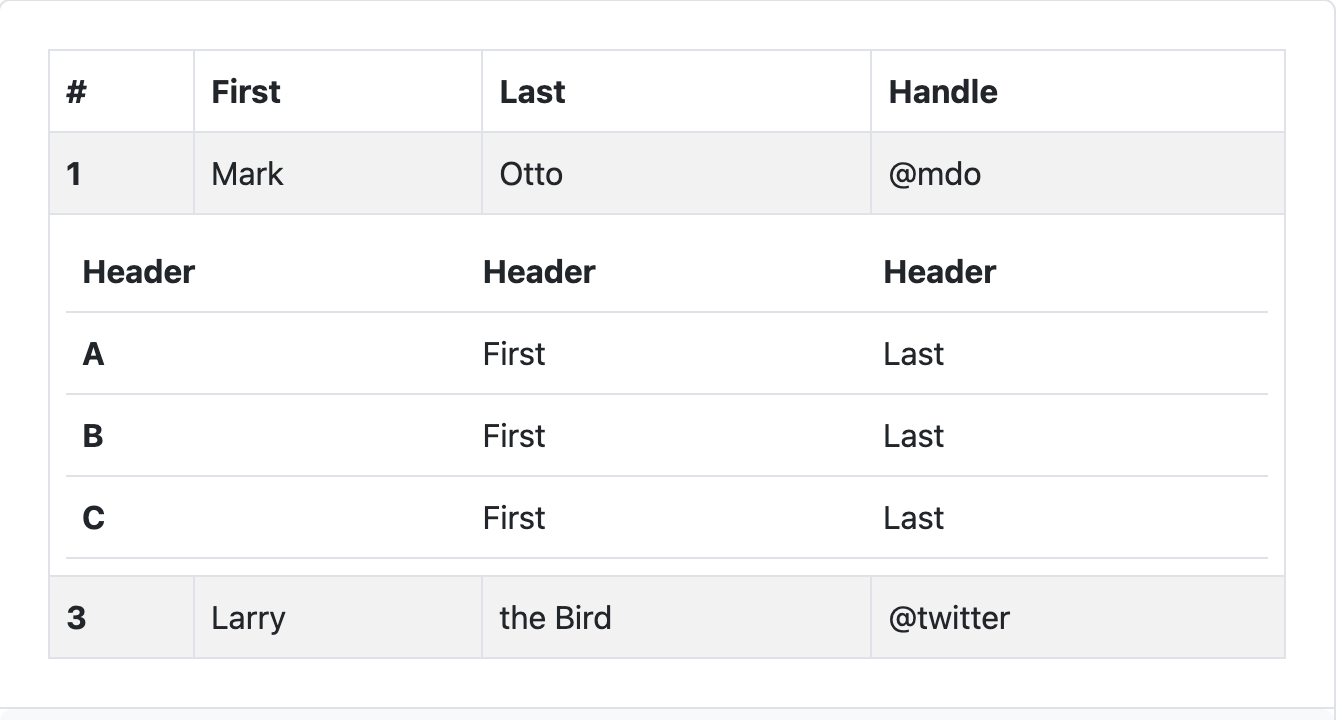 # First Last Handle
1 Mark Otto @mdo
Header Header Header
A First Last
B First Last
C First Last
3 Larry the Bird @twitter